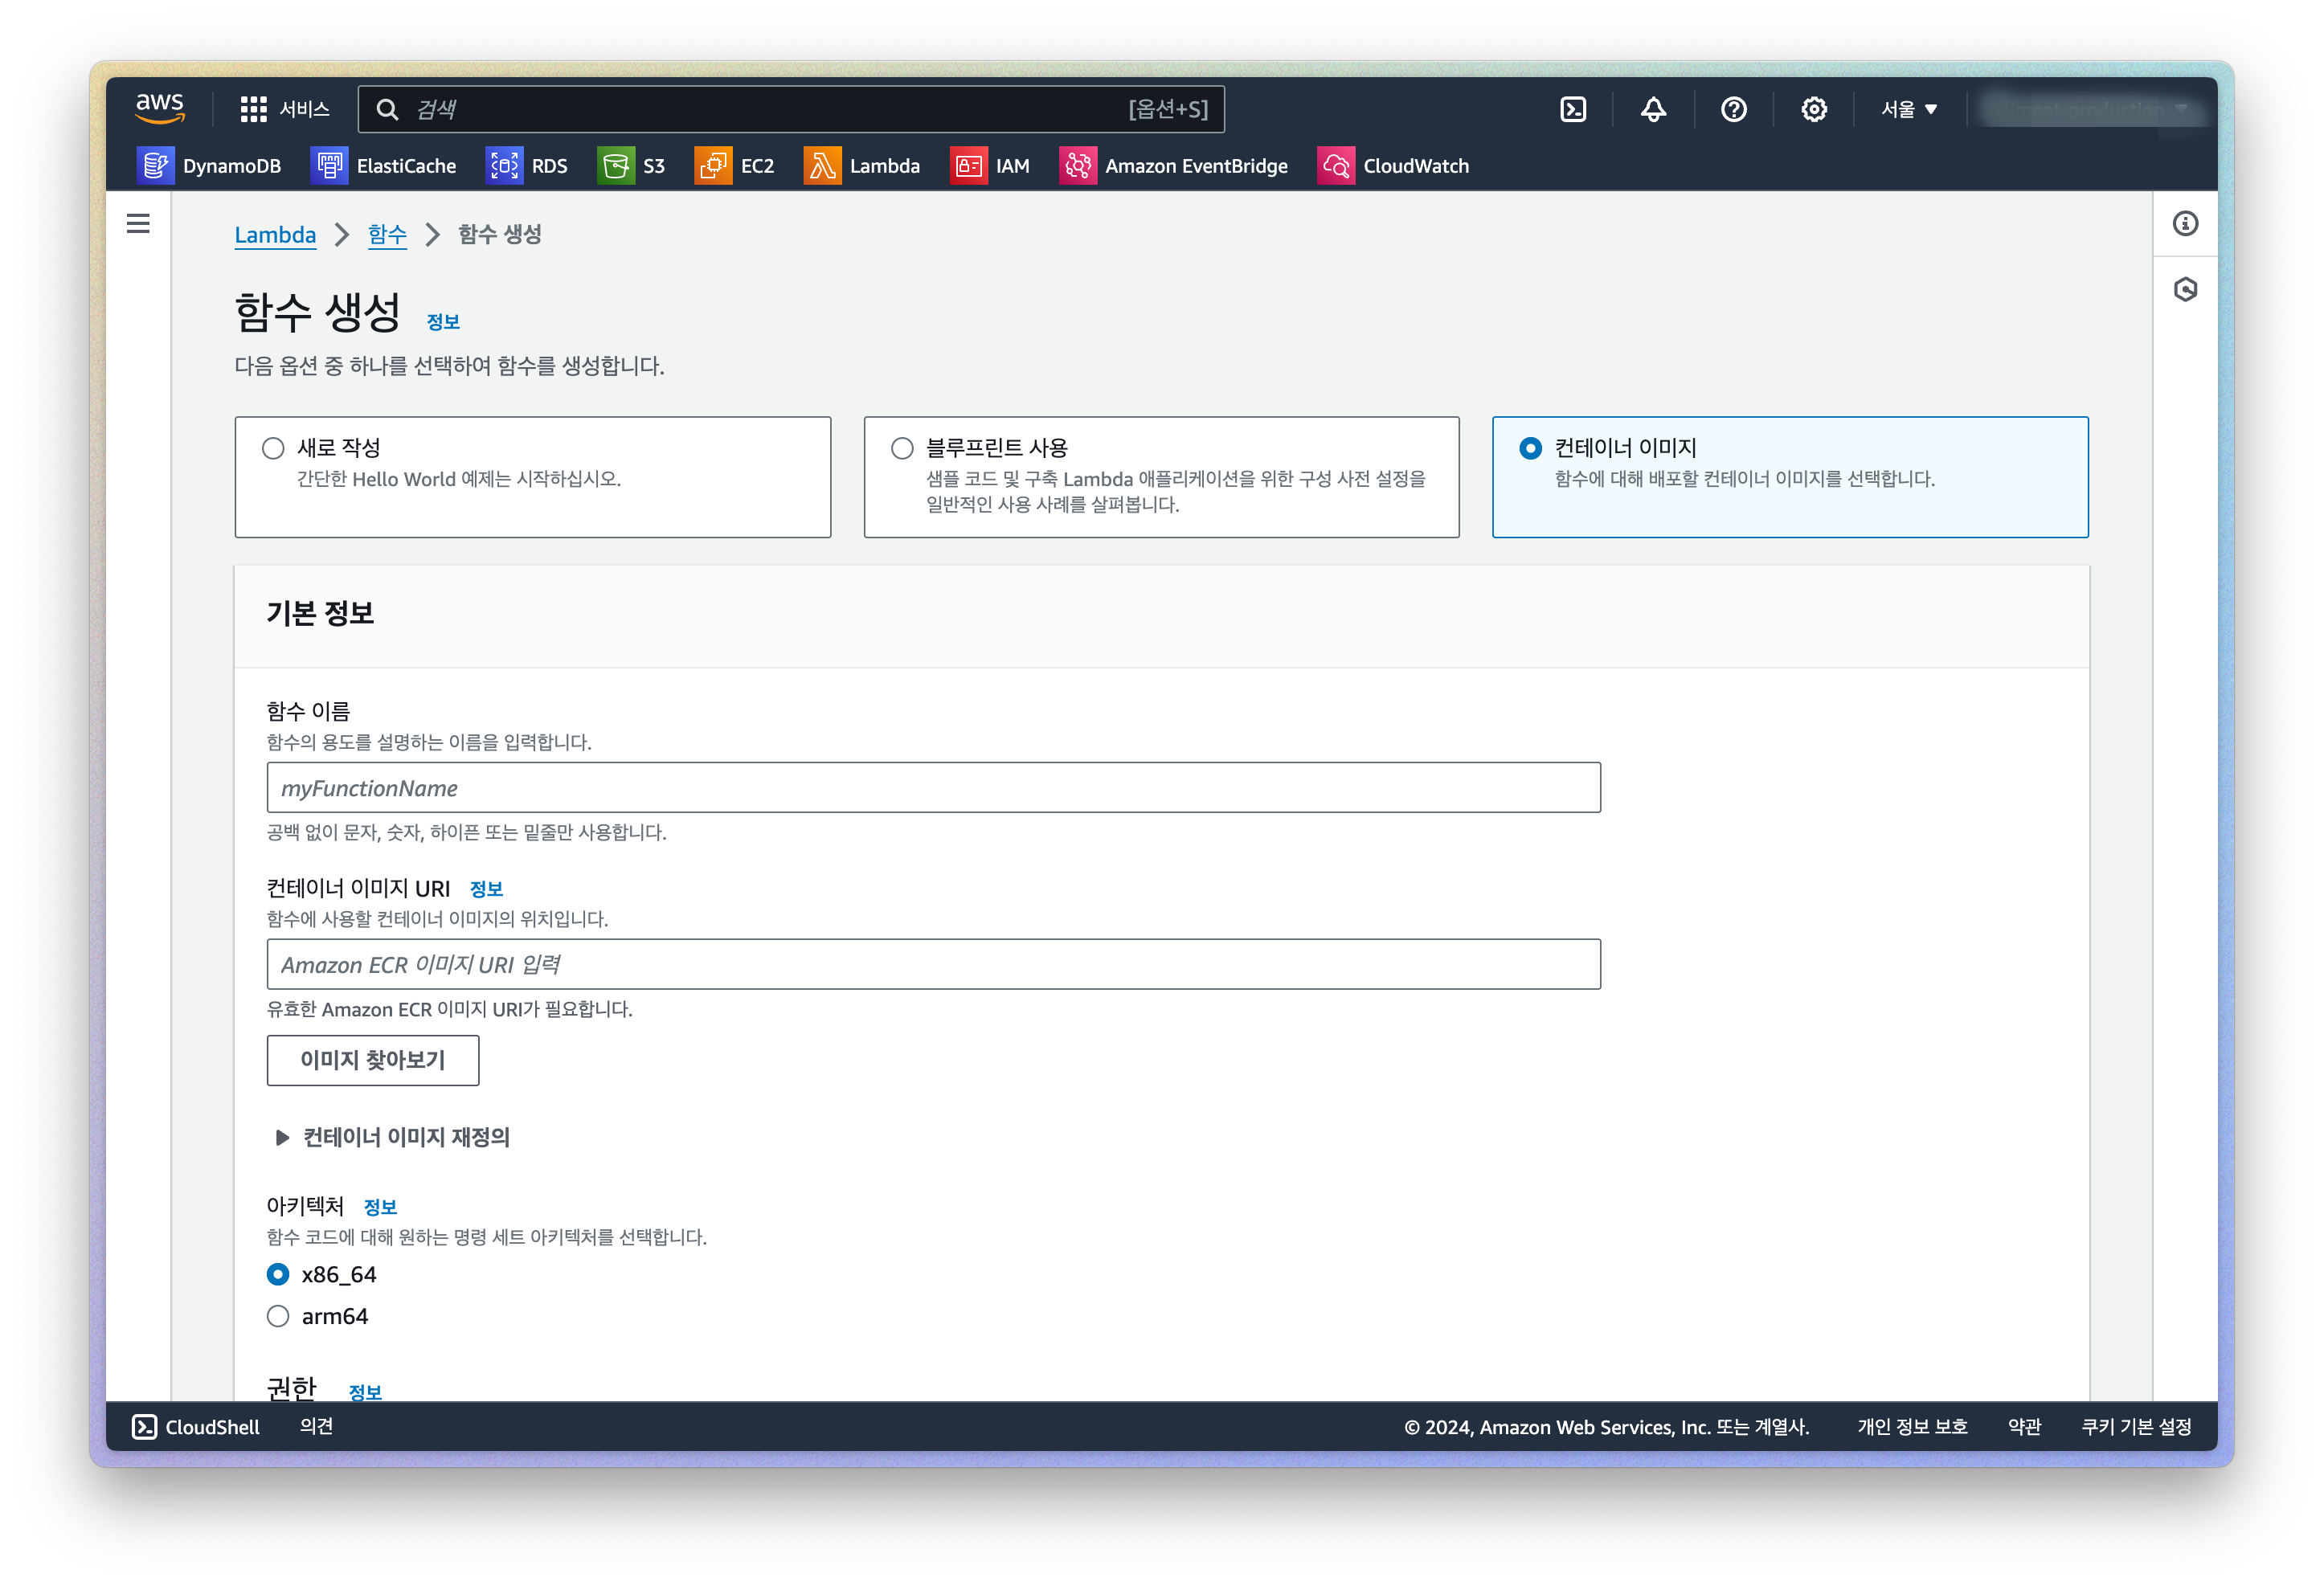 aws
서비스
검색
[옵션+S]
서울
DynamoDB
ElastiCache
RDS
S3
EC2
Lambda
IAM
Amazon EventBridge
CloudWatch
Lambda
함수
함수 생성
함수 생성 정보
다음 옵션 중 하나를 선택하여 함수를 생성합니다.
새로 작성
간단한 Hello World 예제는 시작하십시오.
블루프린트 사용
샘플 코드 및 구축 Lambda 애플리케이션을 위한 구성 사전 설정을
일반적인 사용 사례를 살펴봅니다.
컨테이너 이미지
함수에 대해 배포할 컨테이너 이미지를 선택합니다.
기본 정보
함수 이름
함수의 용도를 설명하는 이름을 입력합니다.
myFunctionName
공백 없이 문자, 숫자, 하이픈 또는 밑줄만 사용합니다.
컨테이너 이미지 URI 정보
함수에 사용할 컨테이너 이미지의 위치입니다.
Amazon ECR 이미지 URI 입력
유효한 Amazon ECR 이미지 URI가 필요합니다.
이미지 찾아보기
컨테이너 이미지 재정의
아키텍처 정보
함수 코드에 대해 원하는 명령 세트 아키텍처를 선택합니다.
x86_64
arm64
권한 정보
CloudShell
의견
© 2024, Amazon Web Services, Inc. 또는 계열사.
개인 정보 보호
약관
쿠키 기본 설정